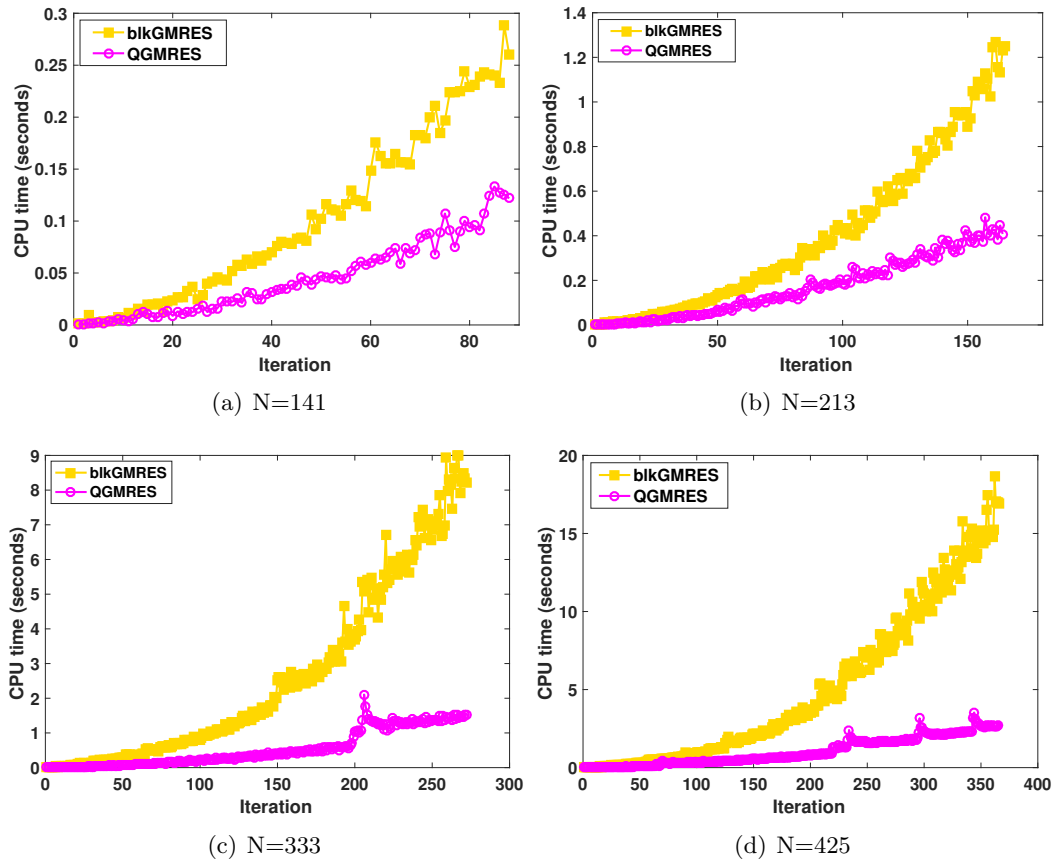 0.3
0.25
0.2
0.15
0.1
0.05
0
CPU time (seconds)
blkGMRES
QGMRES
0 20 40 60 80
Iteration
(a) N=141
1.4
1.2
1
0.8
0.6
0.4
0.2
0
CPU time (seconds)
blkGMRES
QGMRES
0 50 100 150
Iteration
(b) N=213
9
8
7
6
5
4
3
2
1
0
CPU time (seconds)
blkGMRES
QGMRES
0 50 100 150 200 250 300
Iteration
(c) N=333
20
15
10
5
0
CPU time (seconds)
blkGMRES
QGMRES
0 50 100 150 200 250 300 350 400
Iteration
(d) N=425